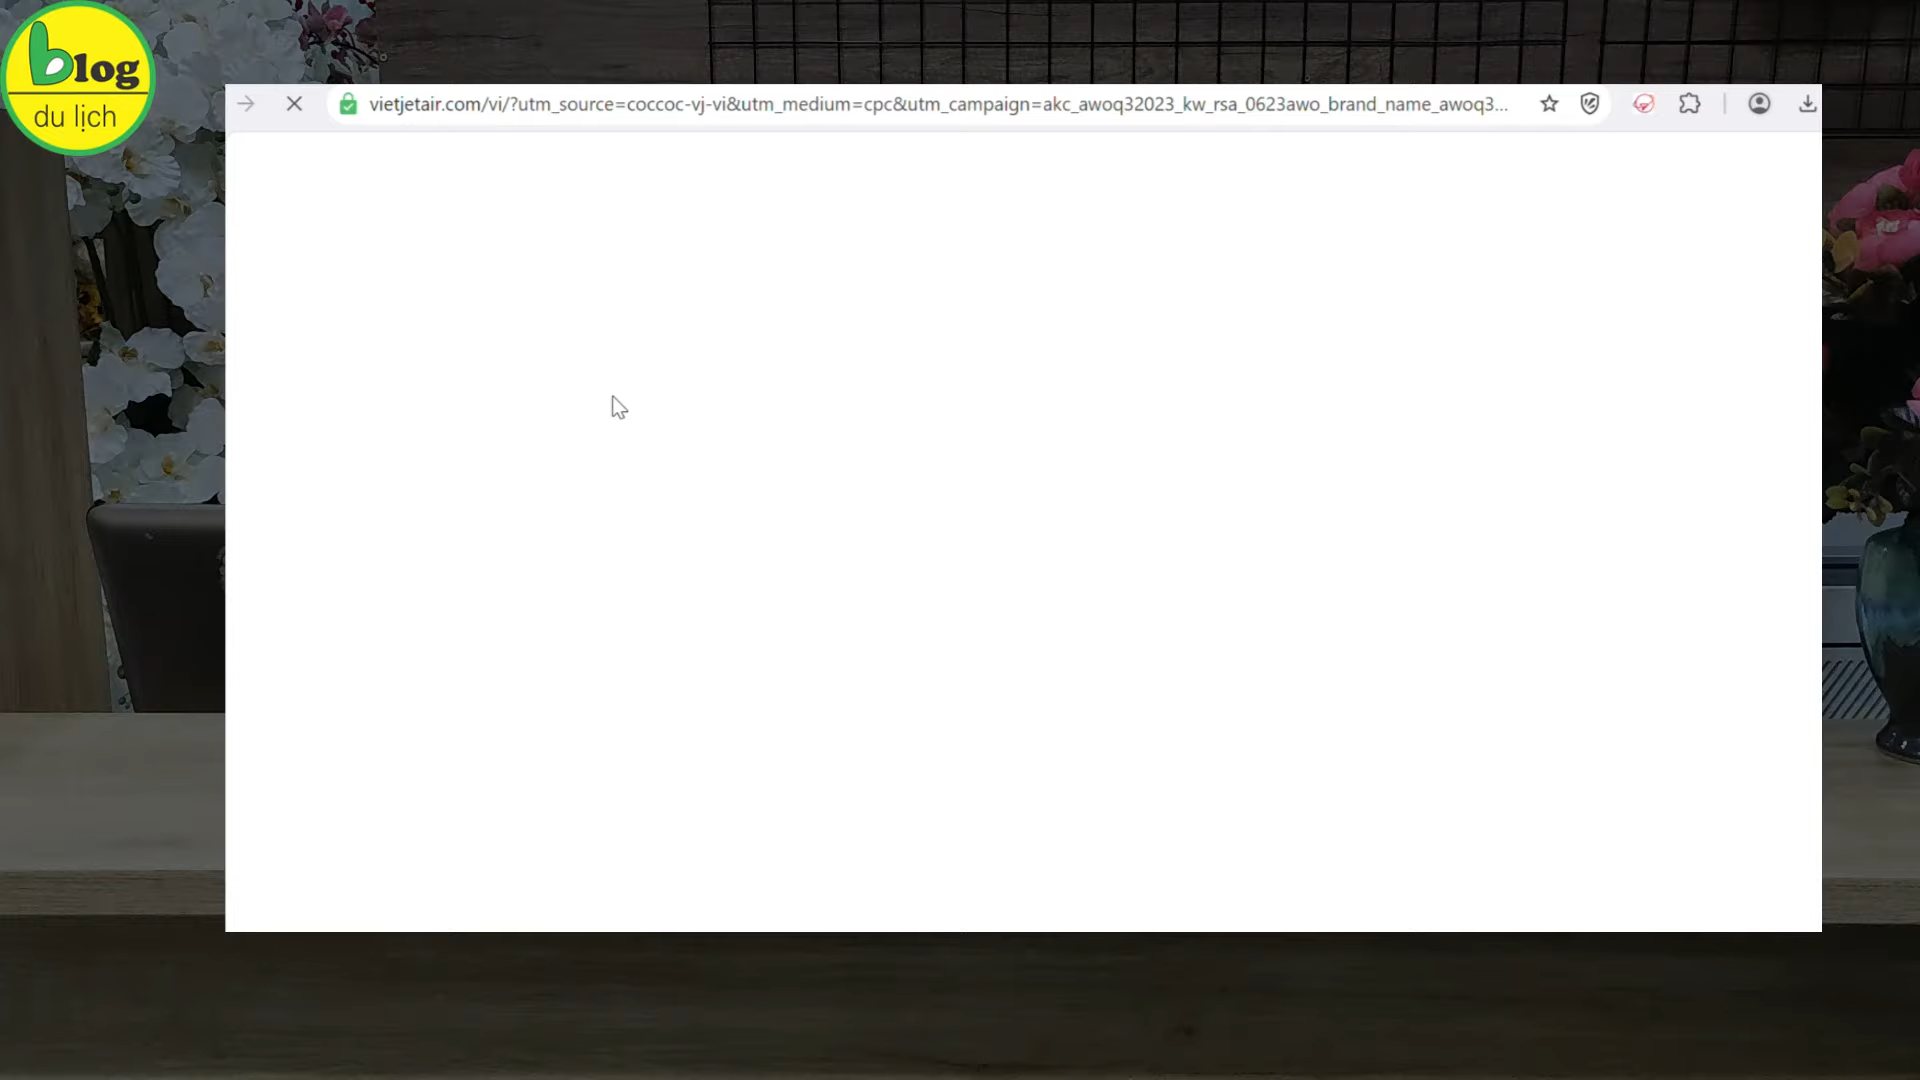 blog
du lịch
vietjetair.com/vi/?utm_source=coccoc-vj-vi&utm_medium=cpc&utm_campaign=akc_awoq32023_kw_rsa_0623awo_brand_name_awoq3...